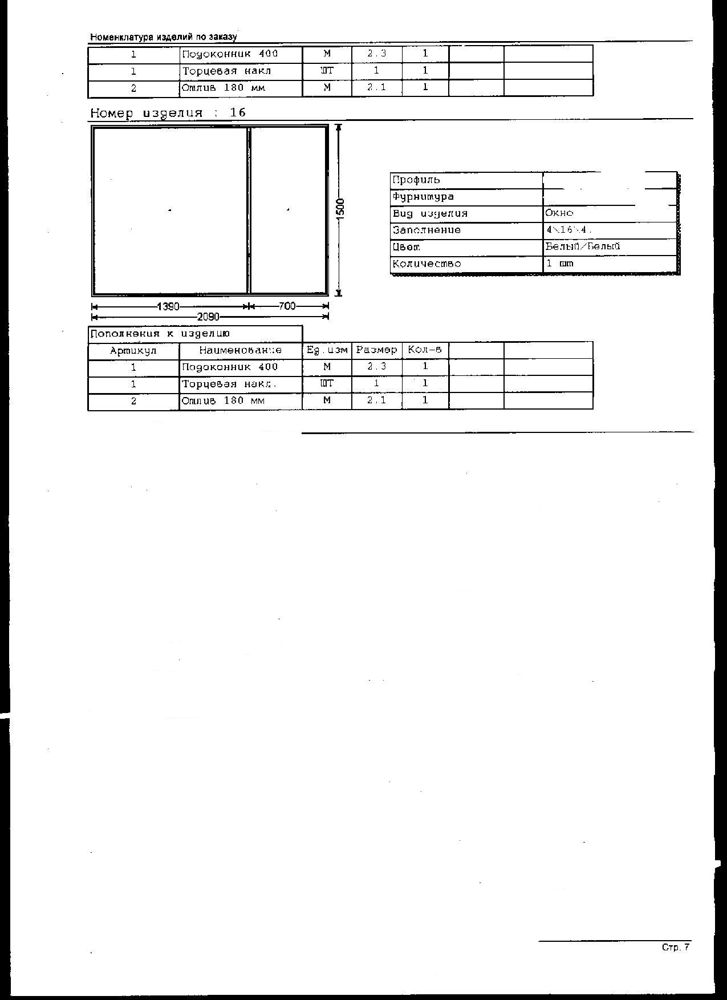 Номенклатура изделий по заказу
1 Подоконник 400 М 2.3 1
1 Торцевая накл ШТ 1 1
2 Отлив 180 мм М 2.1 1
Номер изделия : 16
1500
Профиль
Фурнитура
Вид изделия Окно
Заполнение 4\16\4.
Цвет Белый/Белый
Количество 1 шт
1390 700
2090
Дополнения к изделию
Артикул Наименование Ед.изм Размер Кол-в
1 Подоконник 400 М 2.3 1
1 Торцевая накл. ШТ 1 1
2 Отлив 180 мм М 2.1 1
Стр. 7